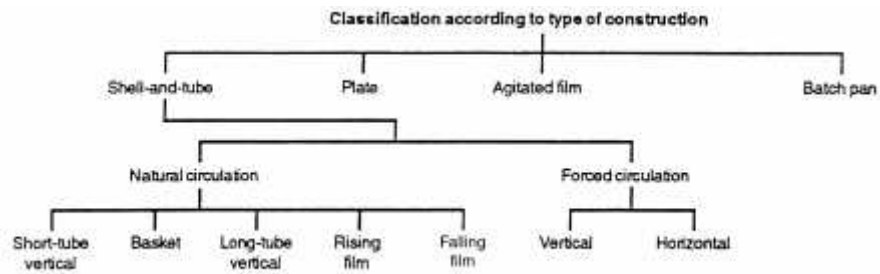 Classification according to type of construction
Shell-and-tube Plate Agitated film Batch pan
Natural circulation Forced circulation
Short-tube vertical Basket Long-tube vertical Rising film Falling film Vertical Horizontal